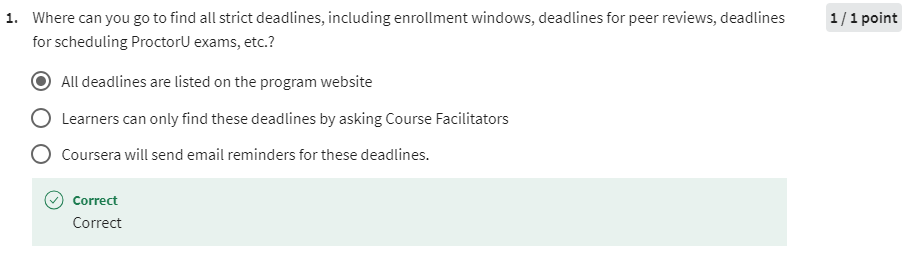 1. Where can you go to find all strict deadlines, including enrollment windows, deadlines for peer reviews, deadlines 1 / 1 point
for scheduling ProctorU exams, etc.?
All deadlines are listed on the program website
Learners can only find these deadlines by asking Course Facilitators
Coursera will send email reminders for these deadlines.
Correct
Correct